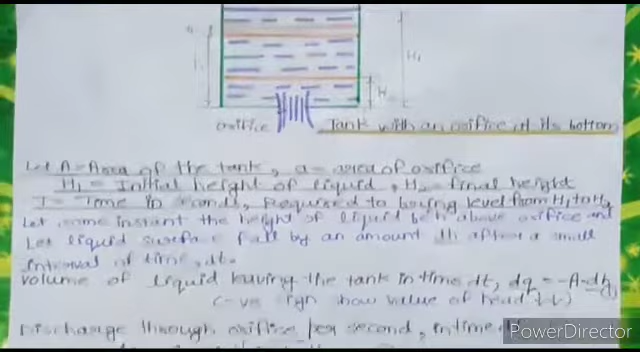 H₁
H
orifice
Tank with an orifice at its bottom
Let A = Area of the tank, a = area of orifice
H₁ = Initial height of liquid, H₂ = final height
T = Time in Required to bring level from H₁ to H₂
Let some instant the height of liquid be h above orifice and
Let liquid surface fall by an amount dh after a small
interval of time, dt.
volume of liquid leaving the tank in time dt, dq = -A·dh
(-ve sign show value of head
Discharge through orifice per second, in time
PowerDirector